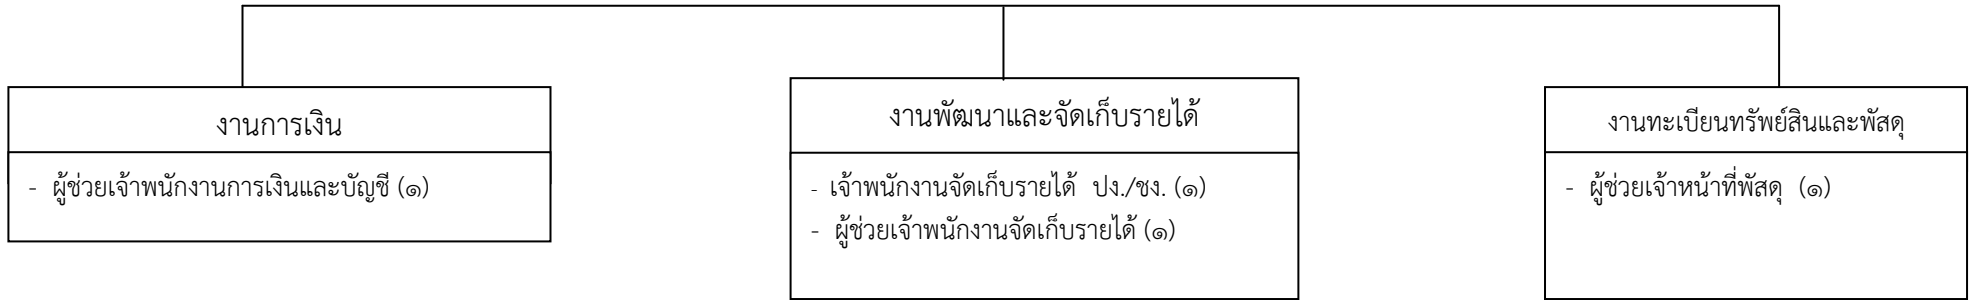 งานการเงิน
- ผู้ช่วยเจ้าพนักงานการเงินและบัญชี (๑)
งานพัฒนาและจัดเก็บรายได้
- เจ้าพนักงานจัดเก็บรายได้ ปง./ชง. (๑)
- ผู้ช่วยเจ้าพนักงานจัดเก็บรายได้ (๑)
งานทะเบียนทรัพย์สินและพัสดุ
- ผู้ช่วยเจ้าหน้าที่พัสดุ (๑)